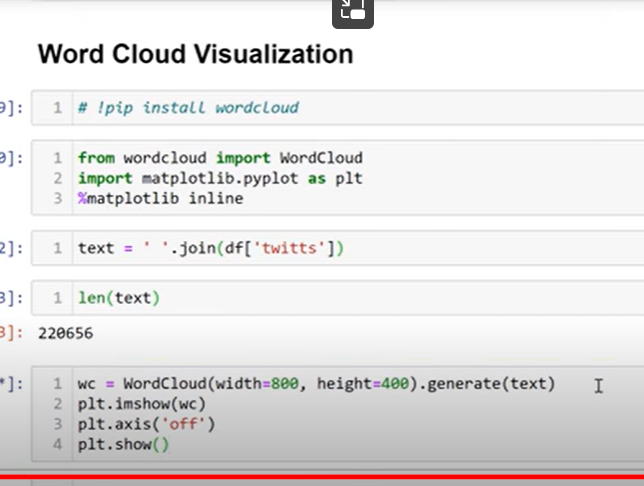 Word Cloud Visualization
]:
1 # !pip install wordcloud
]:
1 from wordcloud import WordCloud
2 import matplotlib.pyplot as plt
3 %matplotlib inline
2]:
1 text = ' '.join(df['twitts'])
3]:
1 len(text)
3]:
220656
*]:
1 wc = WordCloud(width=800, height=400).generate(text)
2 plt.imshow(wc)
3 plt.axis('off')
4 plt.show()